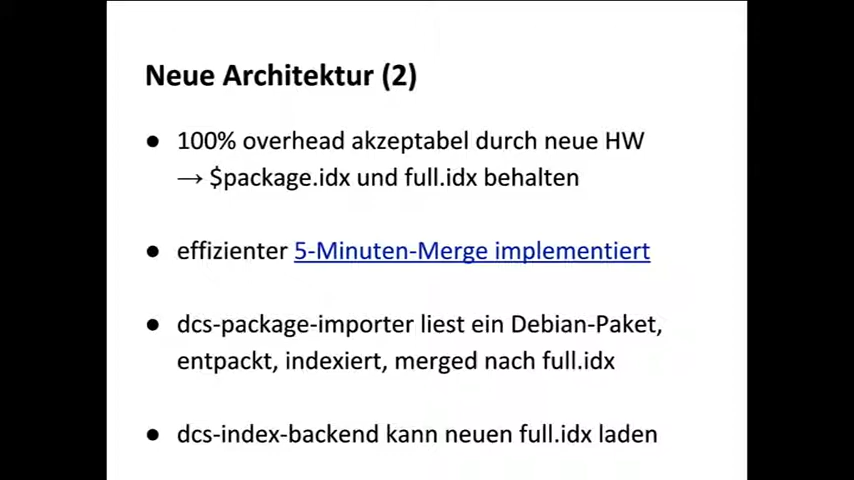 Neue Architektur (2)
● 100% overhead akzeptabel durch neue HW
→ $package.idx und full.idx behalten
● effizienter 5-Minuten-Merge implementiert
● dcs-package-importer liest ein Debian-Paket,
entpackt, indexiert, merged nach full.idx
● dcs-index-backend kann neuen full.idx laden